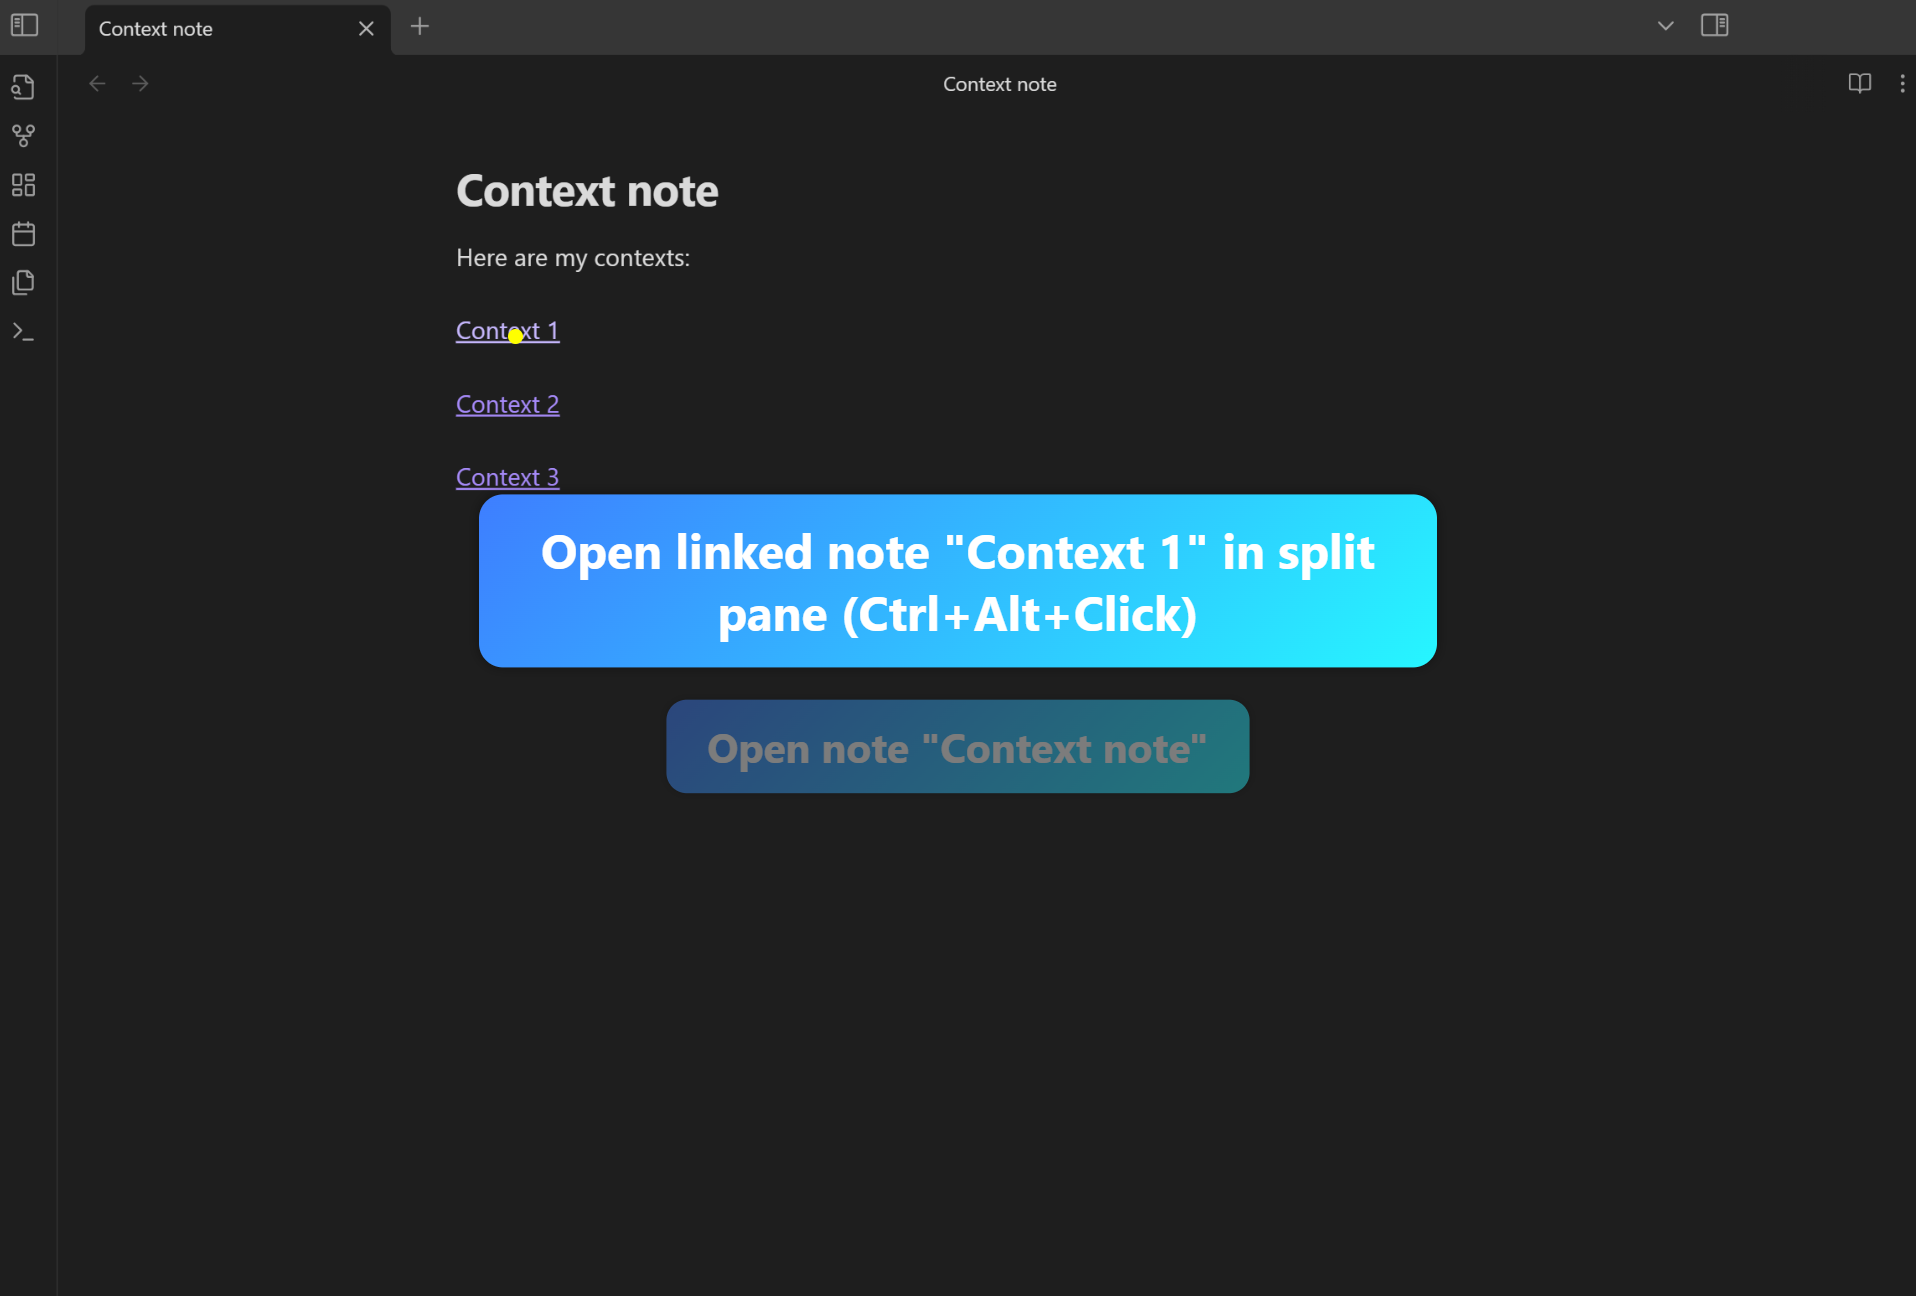 Context note
Context note
Context note
Here are my contexts:
Context 1
Context 2
Context 3
Open linked note "Context 1" in split
pane (Ctrl+Alt+Click)
Open note "Context note"